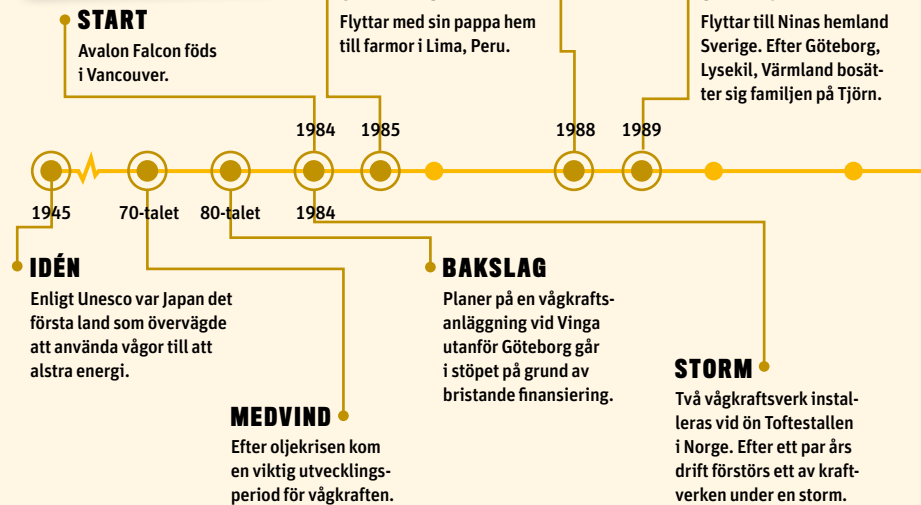 START
Avalon Falcon föds
i Vancouver.
Flyttar med sin pappa hem
till farmor i Lima, Peru.
Flyttar till Ninas hemland
Sverige. Efter Göteborg,
Lysekil, Värmland bosät-
ter sig familjen på Tjörn.
1984
1985
1988
1989
1945
70-talet
80-talet
1984
IDÉN
Enligt Unesco var Japan det
första land som övervägde
att använda vågor till att
alstra energi.
MEDVIND
Efter oljekrisen kom
en viktig utvecklings-
period för vågkraften.
BAKSLAG
Planer på en vågkrafts-
anläggning vid Vinga
utanför Göteborg går
i stöpet på grund av
bristande finansiering.
STORM
Två vågkraftsverk instal-
leras vid ön Toftestallen
i Norge. Efter ett par års
drift förstörs ett av kraft-
verken under en storm.